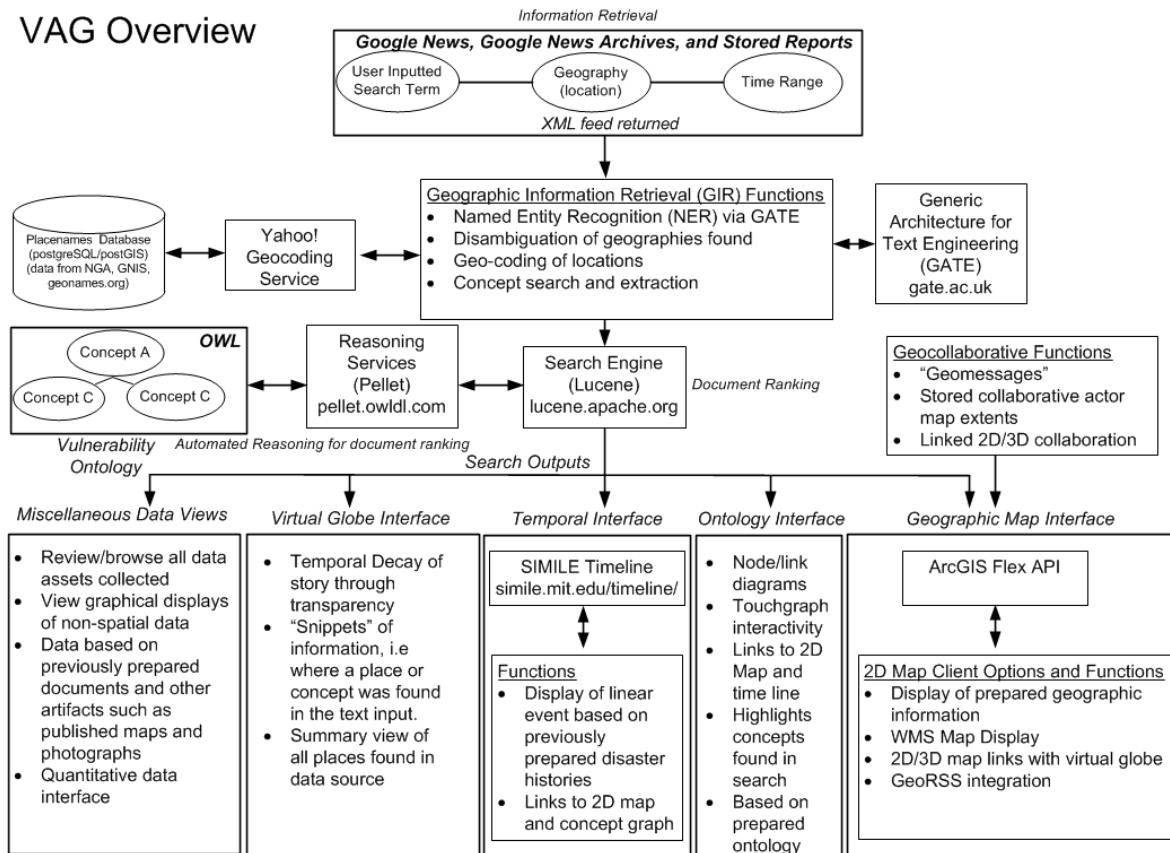 VAG Overview
Information Retrieval
Google News, Google News Archives, and Stored Reports
User Inputted
Search Term
Geography
(location)
Time Range
XML feed returned
Placenames Database
(postgreSQL/postGIS)
(data from NGA, GNIS,
geonames.org)
Yahoo!
Geocoding
Service
Geographic Information Retrieval (GIR) Functions
• Named Entity Recognition (NER) via GATE
• Disambiguation of geographies found
• Geo-coding of locations
• Concept search and extraction
Generic
Architecture for
Text Engineering
(GATE)
gate.ac.uk
OWL
Concept A
Concept C
Concept C
Vulnerability
Ontology
Reasoning
Services
(Pellet)
pellet.owldl.com
Automated Reasoning for document ranking
Search Engine
(Lucene)
lucene.apache.org
Document Ranking
Geocollaborative Functions
• “Geomessages”
• Stored collaborative actor
map extents
• Linked 2D/3D collaboration
Search Outputs
Miscellaneous Data Views
• Review/browse all data
assets collected
• View graphical displays
of non-spatial data
• Data based on
previously prepared
documents and other
artifacts such as
published maps and
photographs
• Quantitative data
interface
Virtual Globe Interface
• Temporal Decay of
story through
transparency
• “Snippets” of
information, i.e
where a place or
concept was found
in the text input.
• Summary view of
all places found in
data source
Temporal Interface
SIMILE Timeline
simile.mit.edu/timeline/
Functions
• Display of linear
event based on
previously
prepared disaster
histories
• Links to 2D map
and concept graph
Ontology Interface
• Node/link
diagrams
• Touchgraph
interactivity
• Links to 2D
Map and
time line
• Highlights
concepts
found in
search
• Based on
prepared
ontology
Geographic Map Interface
ArcGIS Flex API
2D Map Client Options and Functions
• Display of prepared geographic
information
• WMS Map Display
• 2D/3D map links with virtual globe
• GeoRSS integration